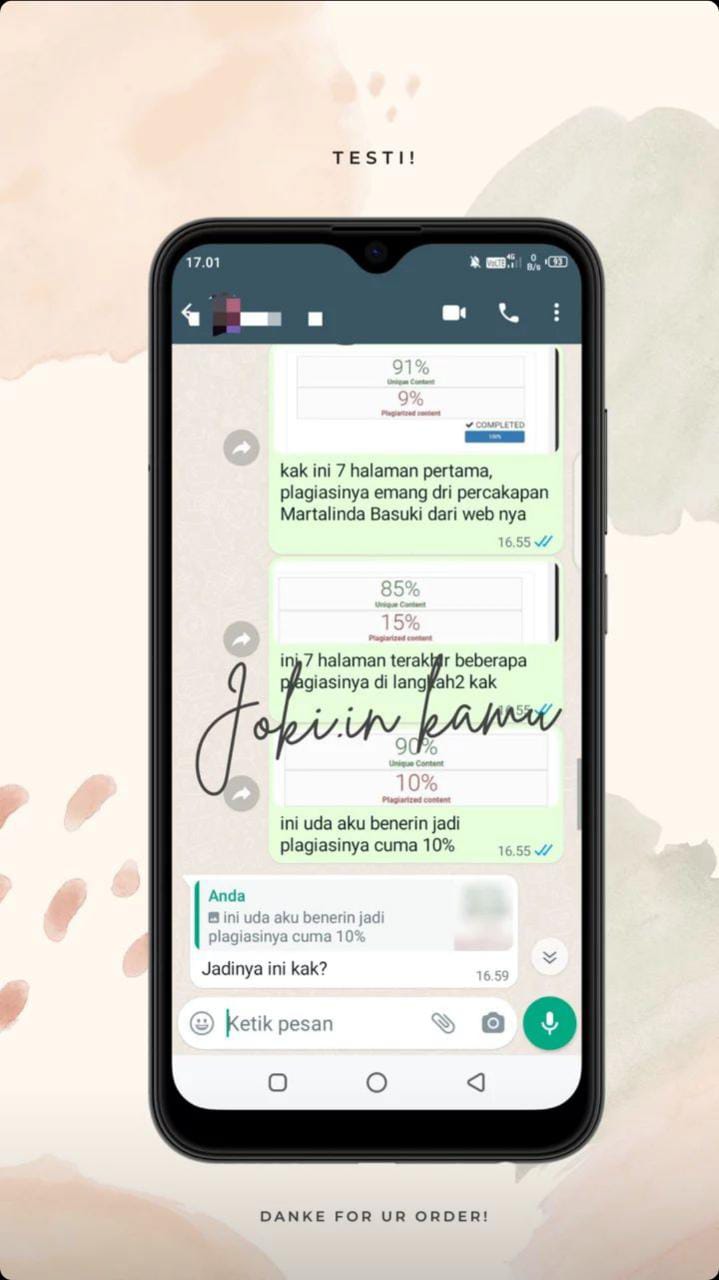 TESTI!
17.01
VoLTE 4G 0 B/s 93
91%
Unique Content
9%
Plagiarized content
COMPLETED
100%
kak ini 7 halaman pertama,
plagiasinya emang dri percakapan
Martalinda Basuki dari web nya
16.55
85%
Unique Content
15%
Plagiarized content
ini 7 halaman terakhir beberapa
plagiasinya di langkah2 kak
16.55
Joki.in kamu
90%
Unique Content
10%
Plagiarized content
ini uda aku benerin jadi
plagiasinya cuma 10%
16.55
Anda
ini uda aku benerin jadi
plagiasinya cuma 10%
Jadinya ini kak?
16.59
Ketik pesan
DANKE FOR UR ORDER!